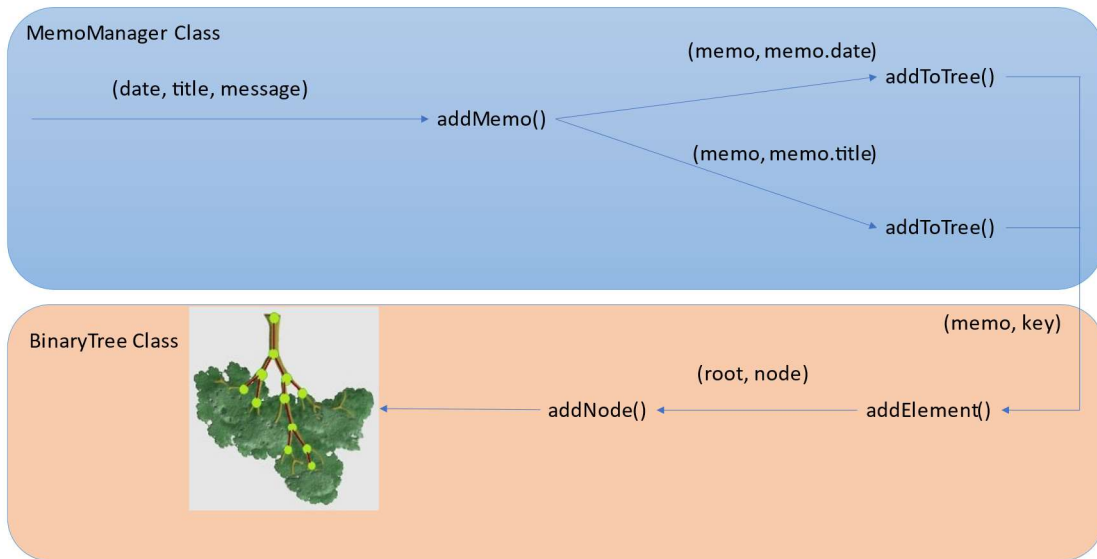 MemoManager Class
(memo, memo.date)
(date, title, message)
addToTree()
addMemo()
(memo, memo.title)
addToTree()
(memo, key)
BinaryTree Class
(root, node)
addNode()
addElement()